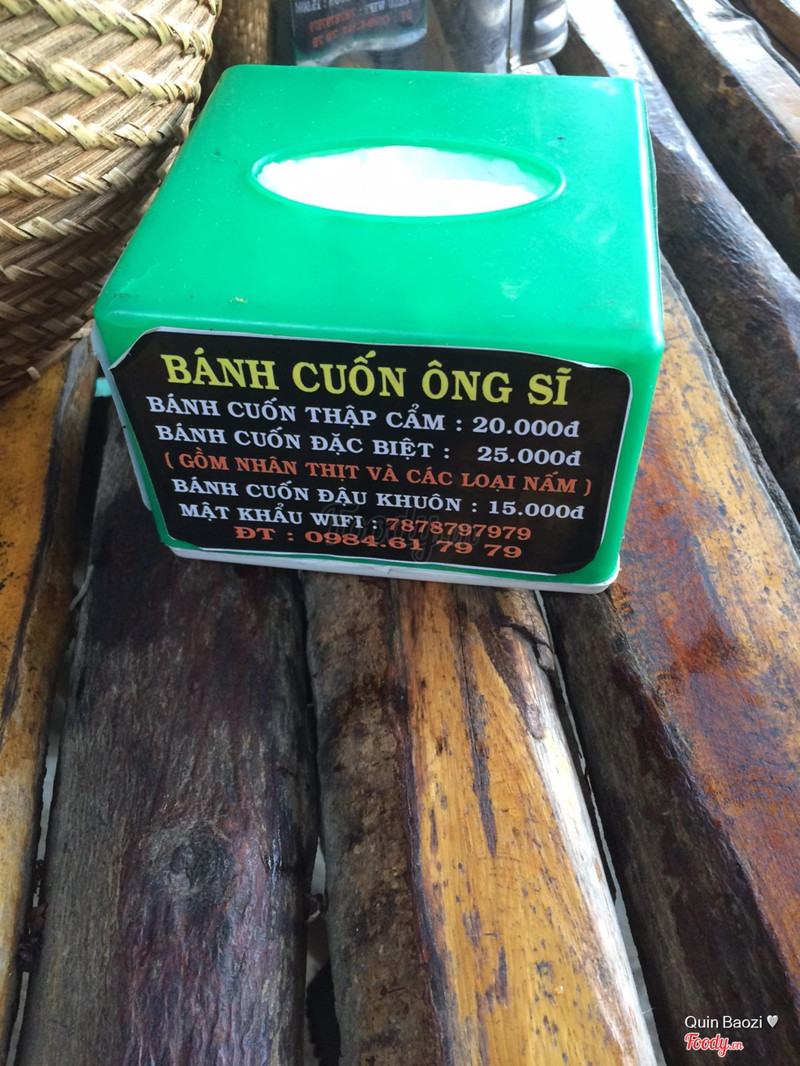 BÁNH CUỐN ÔNG SĨ
BÁNH CUỐN THẬP CẨM : 20.000đ
BÁNH CUỐN ĐẶC BIỆT : 25.000đ
( GỒM NHÂN THỊT VÀ CÁC LOẠI NẤM )
BÁNH CUỐN ĐẬU KHUÔN : 15.000đ
MẬT KHẨU WIFI : 7878797979
ĐT : 0984.61 79 79
Foody.vn
Quin Baozi
Foody.vn